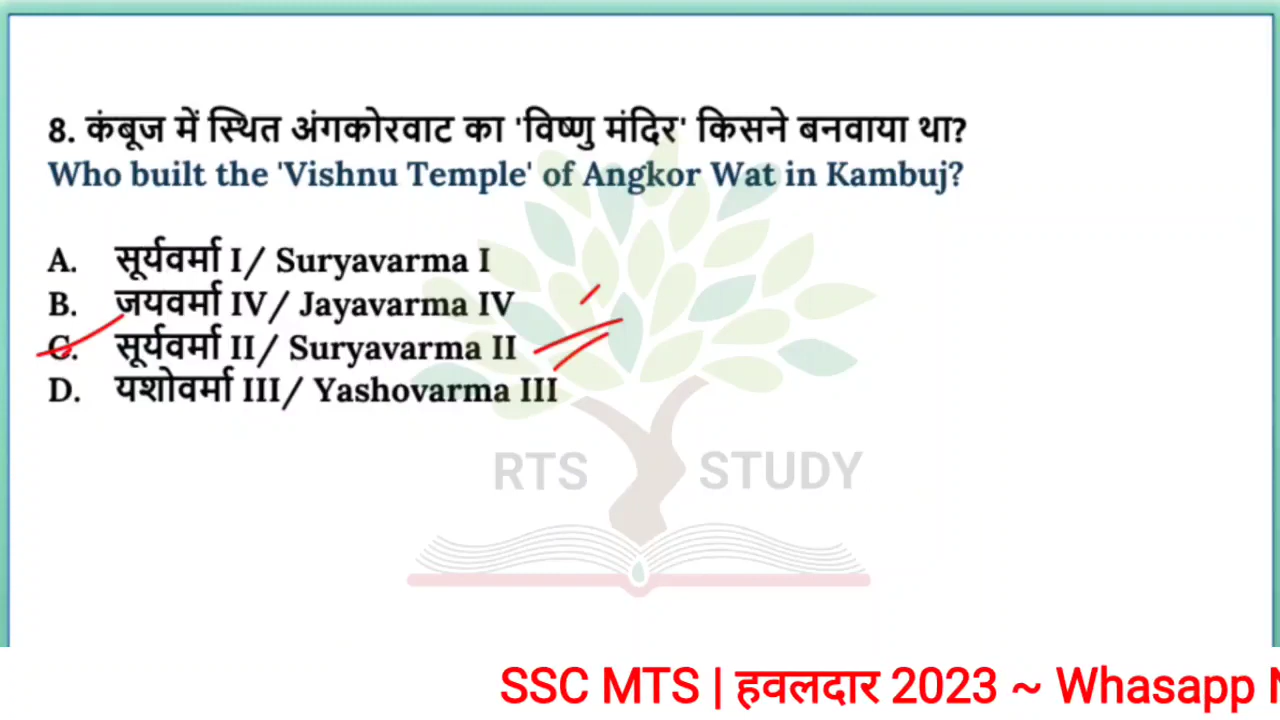 8. कंबूज में स्थित अंगकोरवाट का 'विष्णु मंदिर' किसने बनवाया था?
Who built the 'Vishnu Temple' of Angkor Wat in Kambuj?
A. सूर्यवर्मा I/ Suryavarma I
B. जयवर्मा IV/ Jayavarma IV
C. सूर्यवर्मा II/ Suryavarma II
D. यशोवर्मा III/ Yashovarma III
RTS STUDY
SSC MTS | हवलदार 2023 ~ Whasapp N